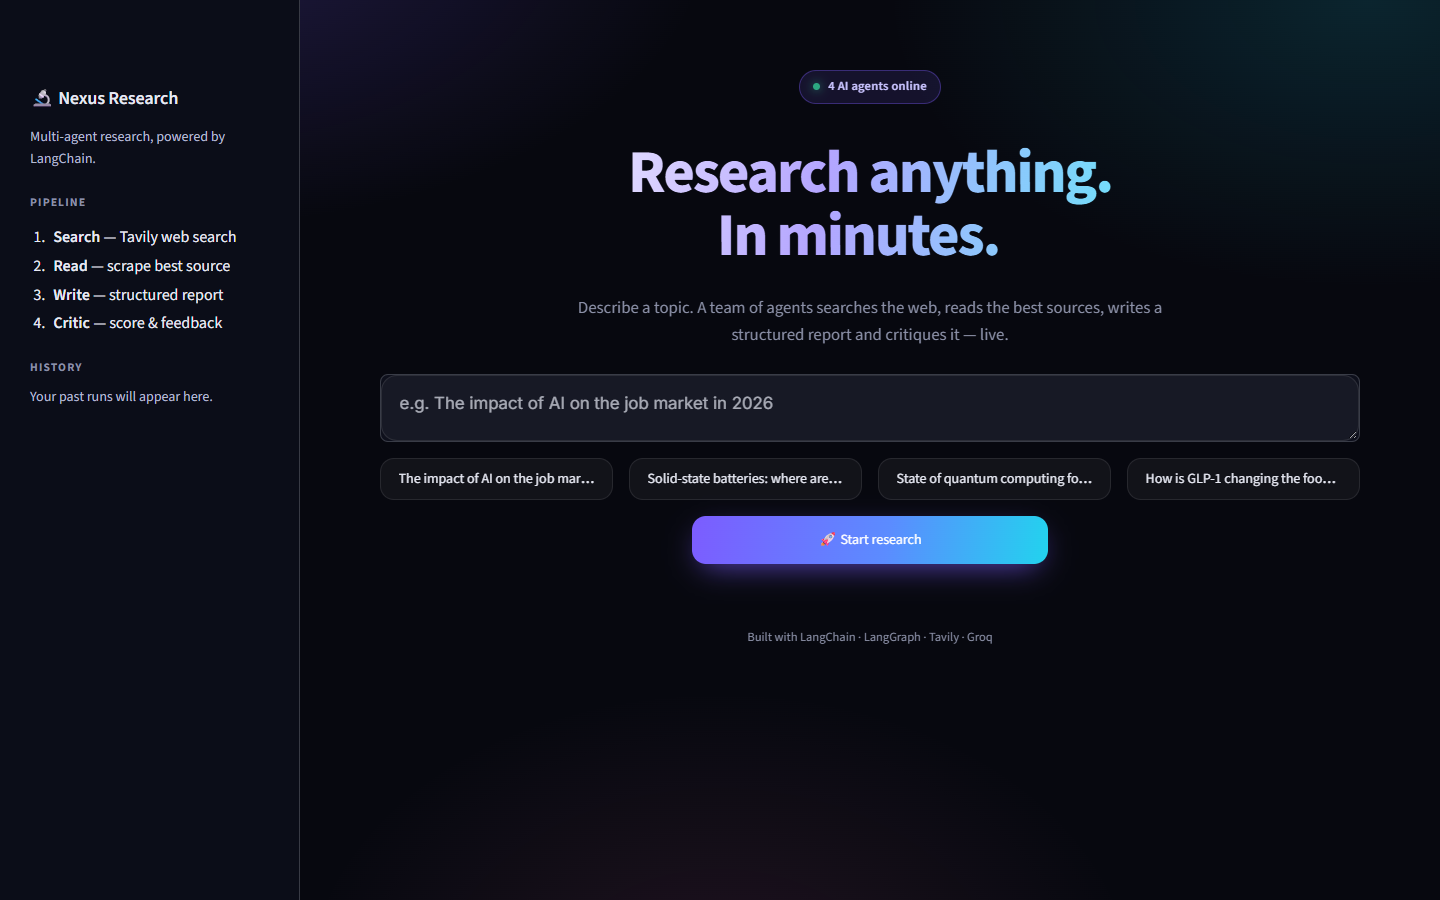 Nexus Research
Multi-agent research, powered by
LangChain.
PIPELINE
1. Search — Tavily web search
2. Read — scrape best source
3. Write — structured report
4. Critic — score & feedback
HISTORY
Your past runs will appear here.
4 AI agents online
Research anything.
In minutes.
Describe a topic. A team of agents searches the web, reads the best sources, writes a
structured report and critiques it — live.
e.g. The impact of AI on the job market in 2026
The impact of AI on the job mar...
Solid-state batteries: where are...
State of quantum computing fo...
How is GLP-1 changing the foo...
🚀 Start research
Built with LangChain · LangGraph · Tavily · Groq